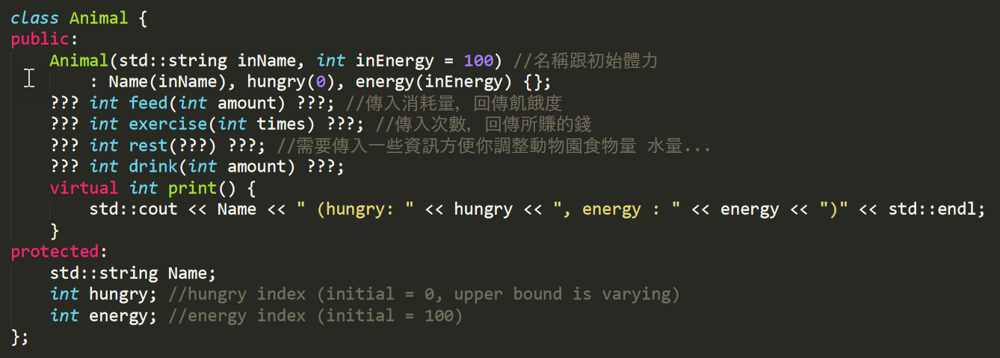 class Animal {
public:
    Animal(std::string inName, int inEnergy = 100) //名稱跟初始體力
        : Name(inName), hungry(0), energy(inEnergy) {};
    ??? int feed(int amount) ???; //傳入消耗量, 回傳飢餓度
    ??? int exercise(int times) ???; //傳入次數, 回傳所賺的錢
    ??? int rest(???) ???; //需要傳入一些資訊方便你調整動物園食物量 水量...
    ??? int drink(int amount) ???;
    virtual int print() {
        std::cout << Name << " (hungry: " << hungry << ", energy : " << energy << ")" << std::endl;
    }
protected:
    std::string Name;
    int hungry; //hungry index (initial = 0, upper bound is varying)
    int energy; //energy index (initial = 100)
};